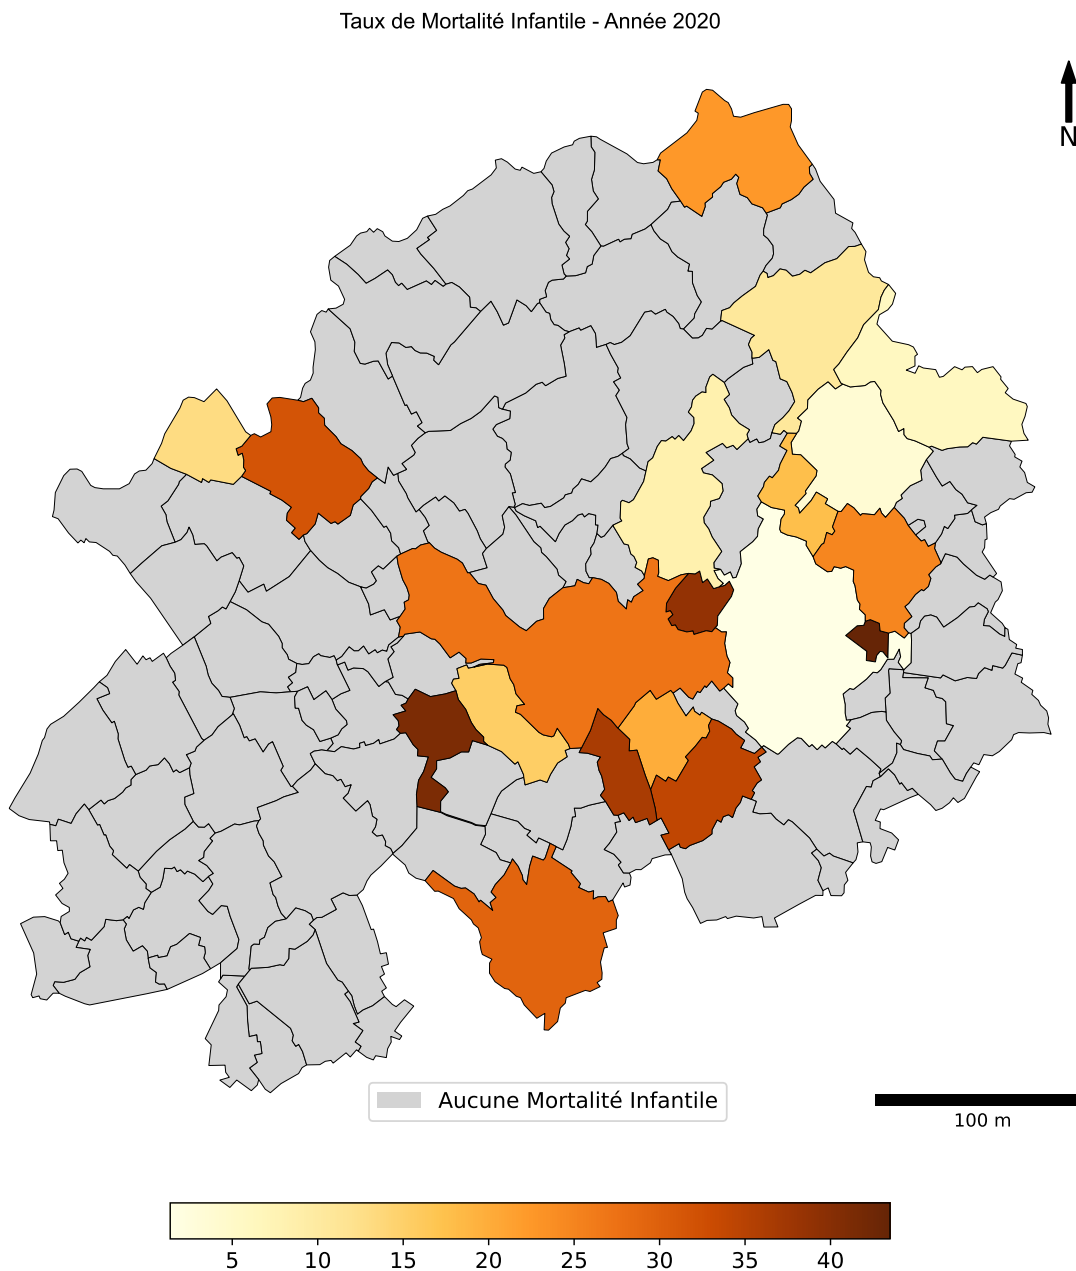 Taux de Mortalité Infantile - Année 2020
N
Aucune Mortalité Infantile
100 m
5 10 15 20 25 30 35 40